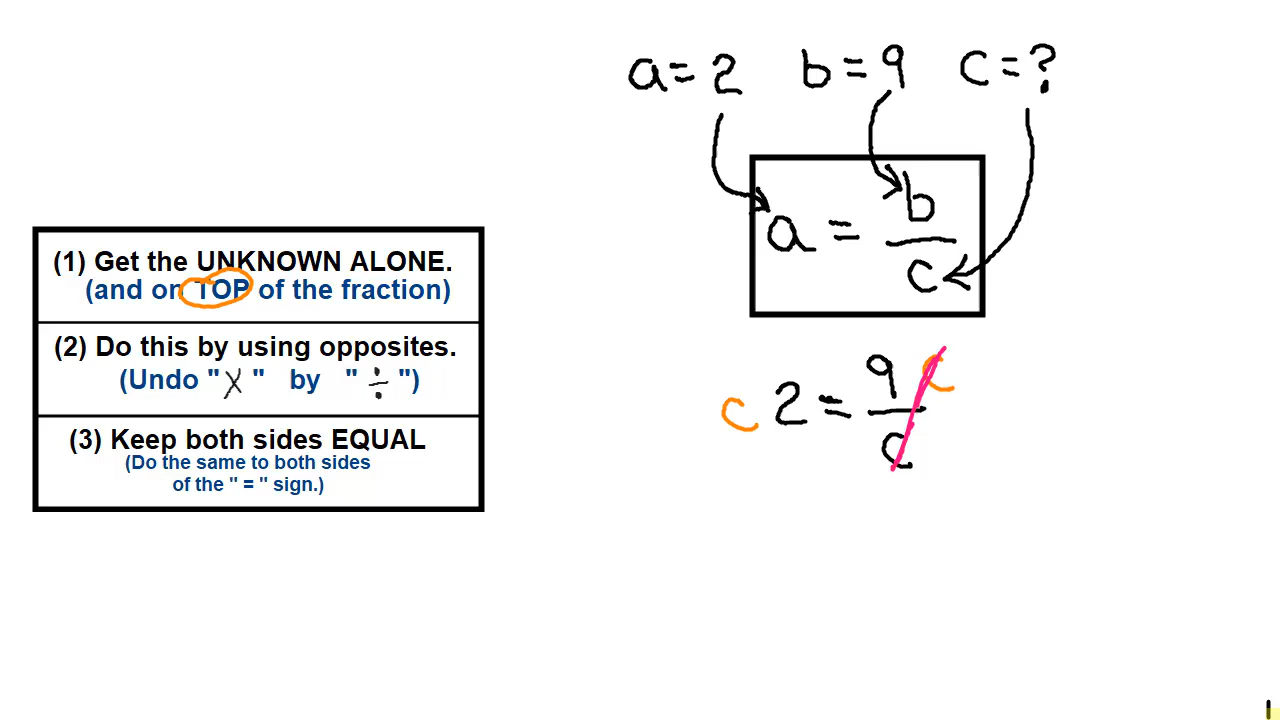 a = 2 b = 9 c = ?
a = b/c
(1) Get the UNKNOWN ALONE.
(and on TOP of the fraction)
(2) Do this by using opposites.
(Undo " X " by " ÷ ")
(3) Keep both sides EQUAL
(Do the same to both sides
of the " = " sign.)
c 2 = 9/c c